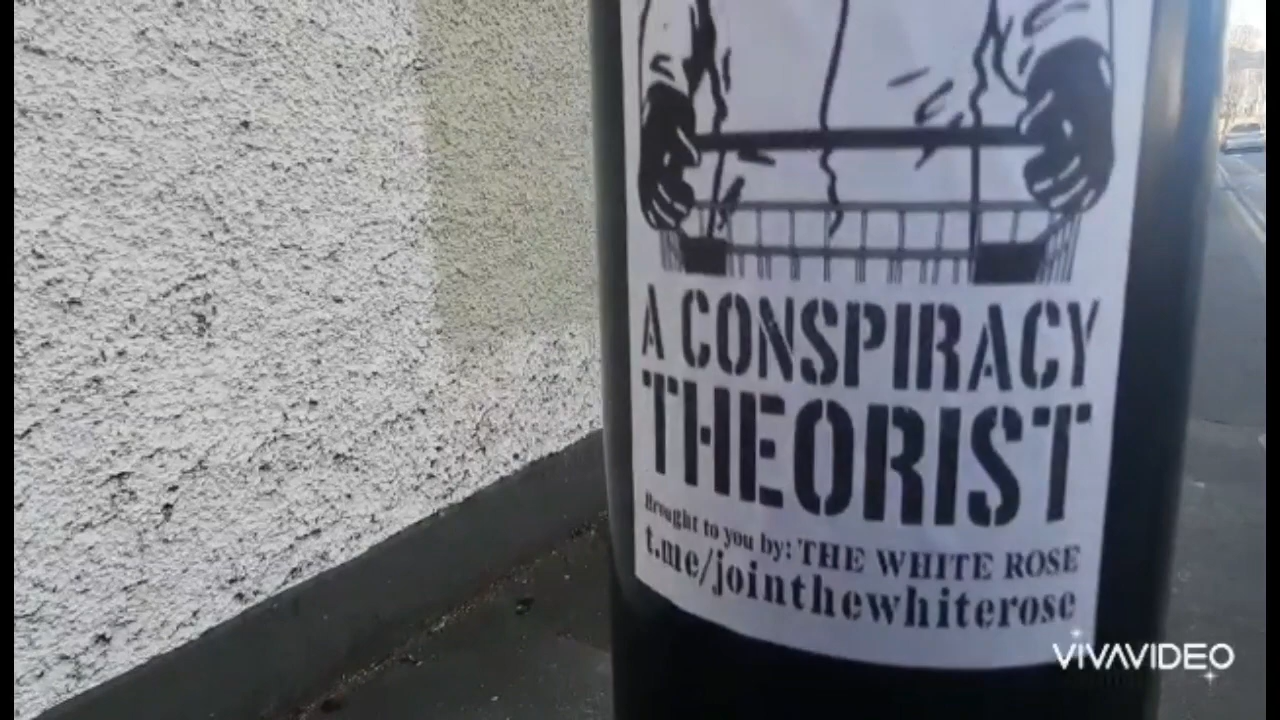 A CONSPIRACY
THEORIST
Brought to you by: THE WHITE ROSE
t.me/jointhewhiterose
VIVAVIDEO